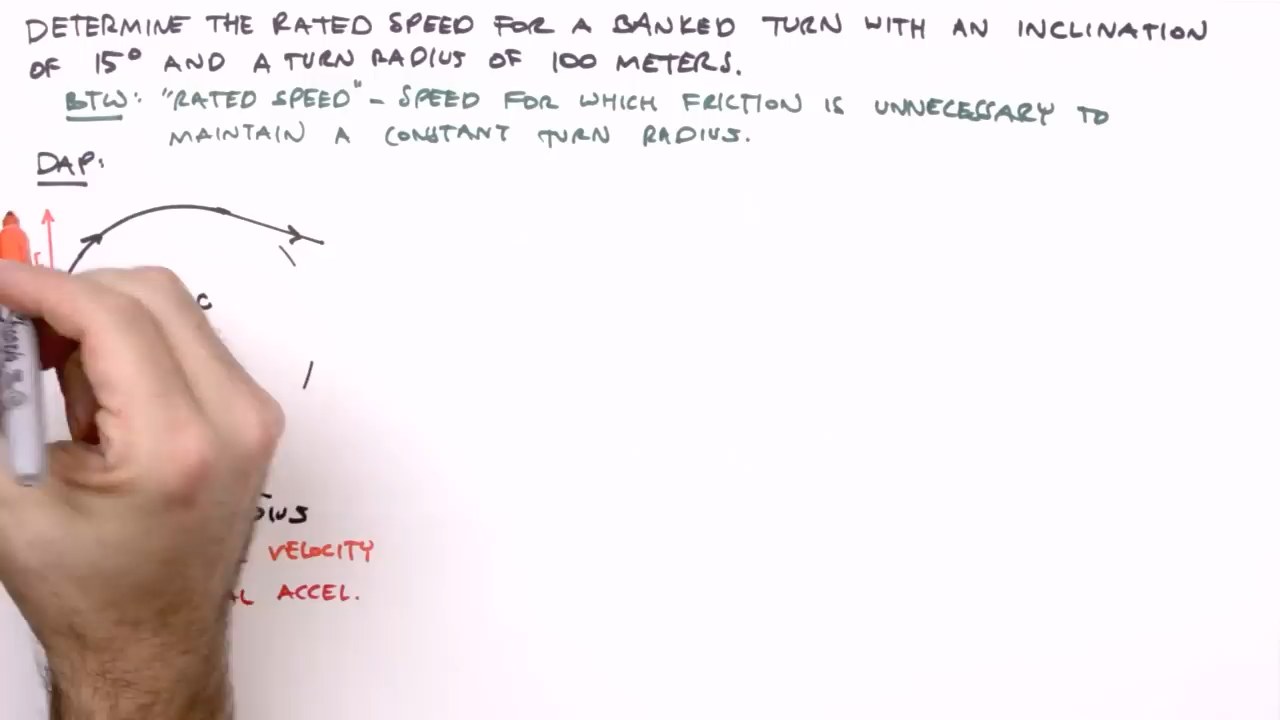 DETERMINE THE RATED SPEED FOR A BANKED TURN WITH AN INCLINATION
OF 15° AND A TURN RADIUS OF 100 METERS.
BTW: "RATED SPEED" - SPEED FOR WHICH FRICTION IS UNNECESSARY TO
MAINTAIN A CONSTANT TURN RADIUS.
DAP:
C
VELOCITY
ACCEL.